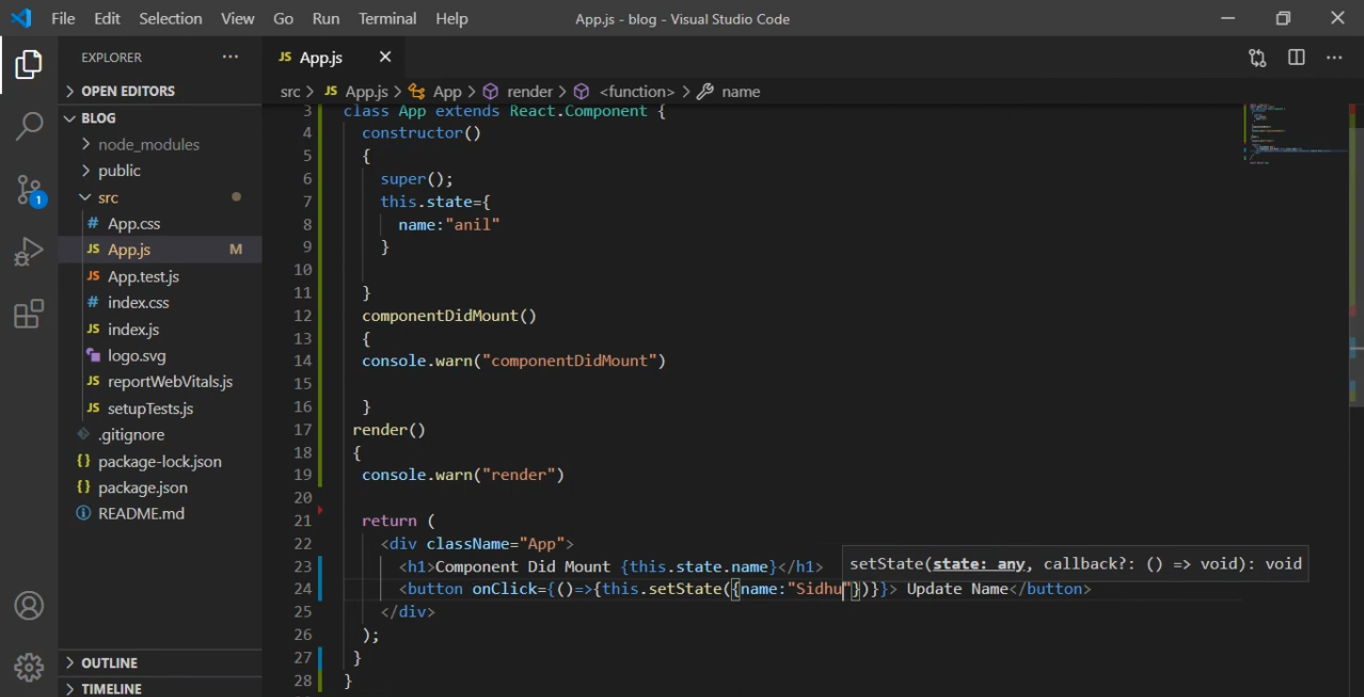 File Edit Selection View Go Run Terminal Help App.js - blog - Visual Studio Code
EXPLORER ···
JS App.js
OPEN EDITORS
src > JS App.js > App > render > <function> > name
BLOG
node_modules
public
src
# App.css
JS App.js M
JS App.test.js
# index.css
JS index.js
logo.svg
JS reportWebVitals.js
JS setupTests.js
.gitignore
{} package-lock.json
{} package.json
README.md
OUTLINE
TIMELINE
1
3 class App extends React.Component {
4 constructor()
5 {
6 super();
7 this.state={
8 name:"anil"
9 }
10
11 }
12 componentDidMount()
13 {
14 console.warn("componentDidMount")
15
16 }
17 render()
18 {
19 console.warn("render")
20
21 return (
22 <div className="App">
23 <h1>Component Did Mount {this.state.name}</h1>
setState(state: any, callback?: () => void): void
24 <button onClick={()=>{this.setState({name:"Sidhu"})}}> Update Name</button>
25 </div>
26 );
27 }
28 }